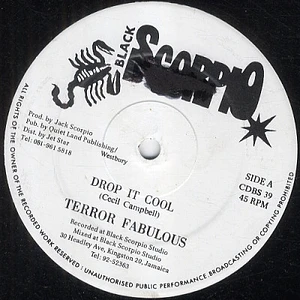 BLACK
SCORPIO
Prod. by Jack Scorpio
Pub. by Quiet Land Publishing/
Westbory
Dist. by Jet Star
Tel: 081-961 5818
SIDE A
CDBS 39
45 RPM
DROP IT COOL
(Cecil Campbell)
TERROR FABULOUS
Recorded at Black Scorpio Studio
Mixed at Black Scorpio Studio
30 Headley Ave, Kingston 20, Jamaica
Tel: 92-52363
ALL RIGHTS OF THE OWNER OF THE RECORDED WORK RESERVED · UNAUTHORISED PUBLIC PERFORMANCE BROADCASTING OR COPYING PROHIBITED